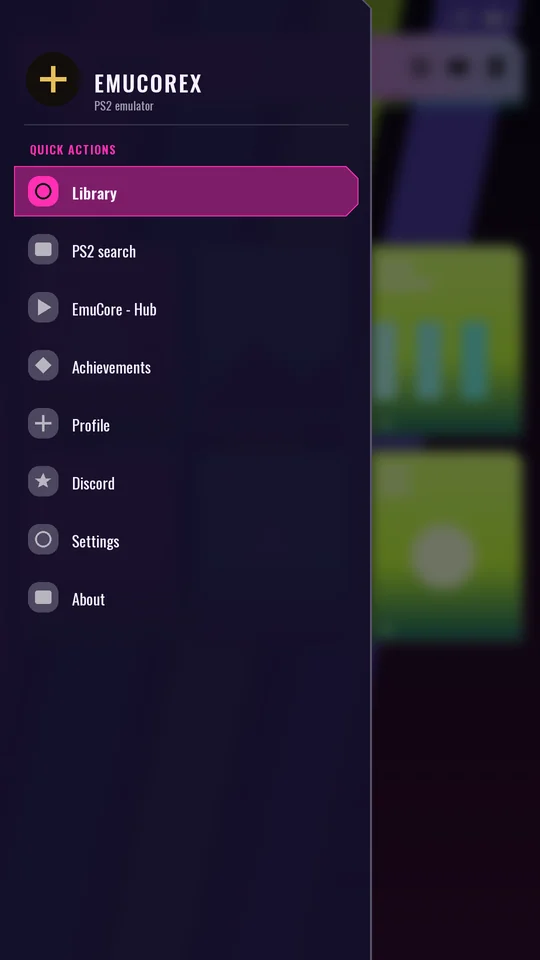 EMUCOREX
PS2 emulator
QUICK ACTIONS
Library
PS2 search
EmuCore - Hub
Achievements
Profile
Discord
Settings
About